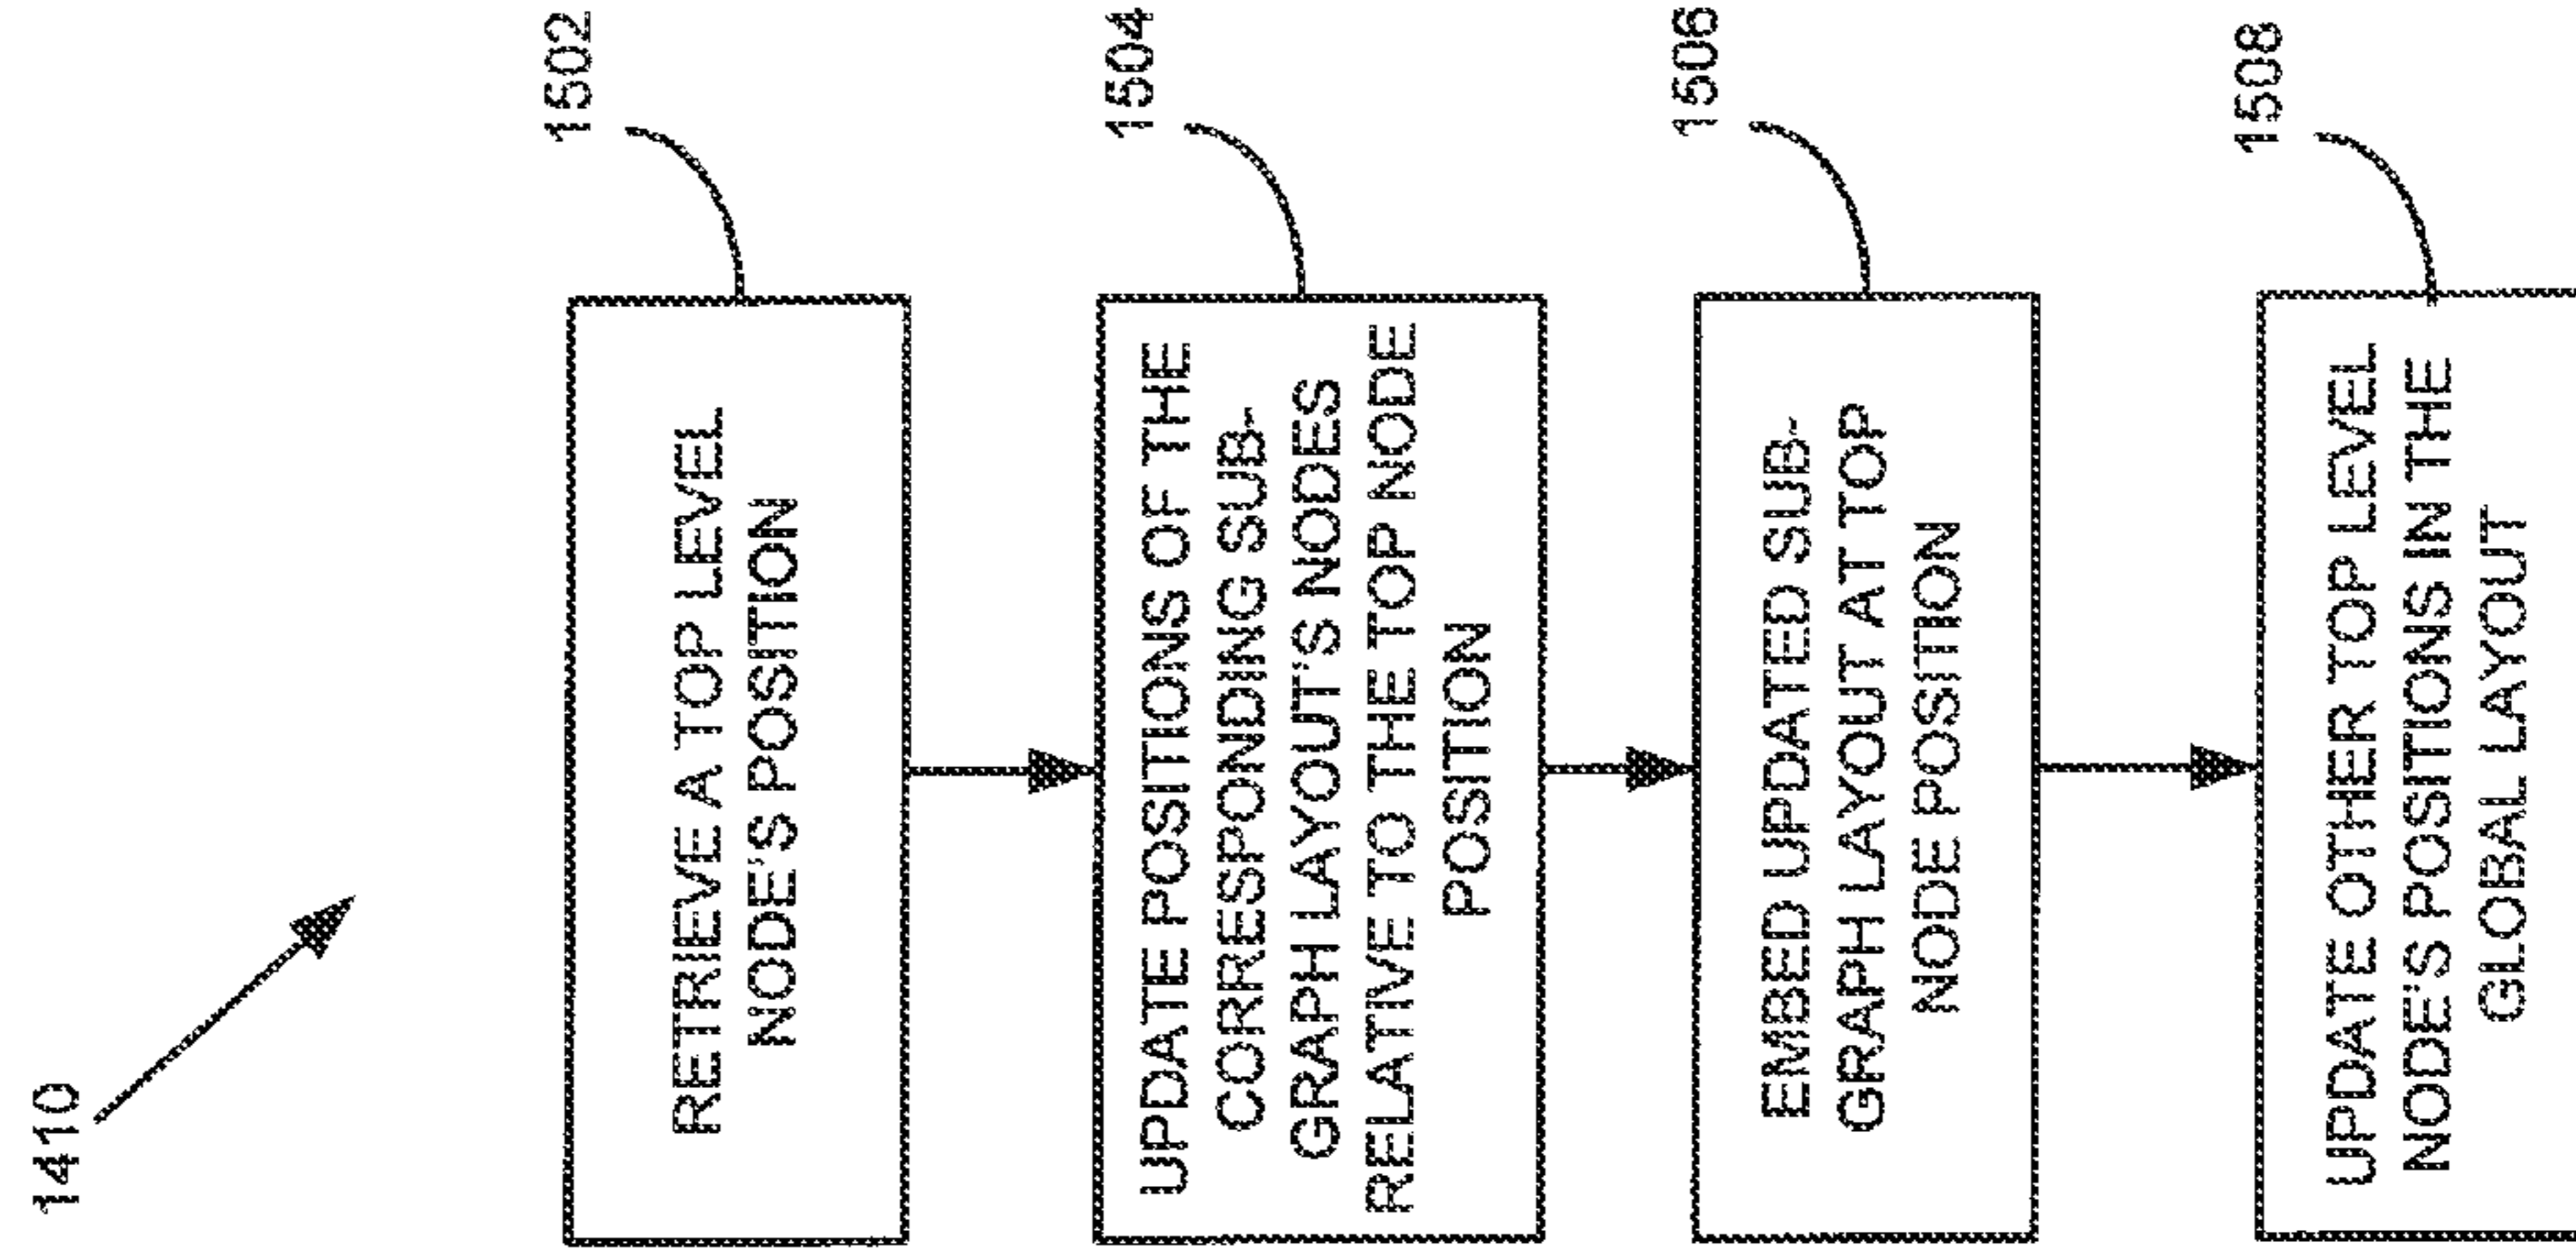 1410
1502
RETRIEVE A TOP LEVEL
NODE'S POSITION
1504
UPDATE POSITIONS OF THE
CORRESPONDING SUB-
GRAPH LAYOUT'S NODES
RELATIVE TO THE TOP NODE
POSITION
1506
EMBED UPDATED SUB-
GRAPH LAYOUT AT TOP
NODE POSITION
1508
UPDATE OTHER TOP LEVEL
NODE'S POSITIONS IN THE
GLOBAL LAYOUT